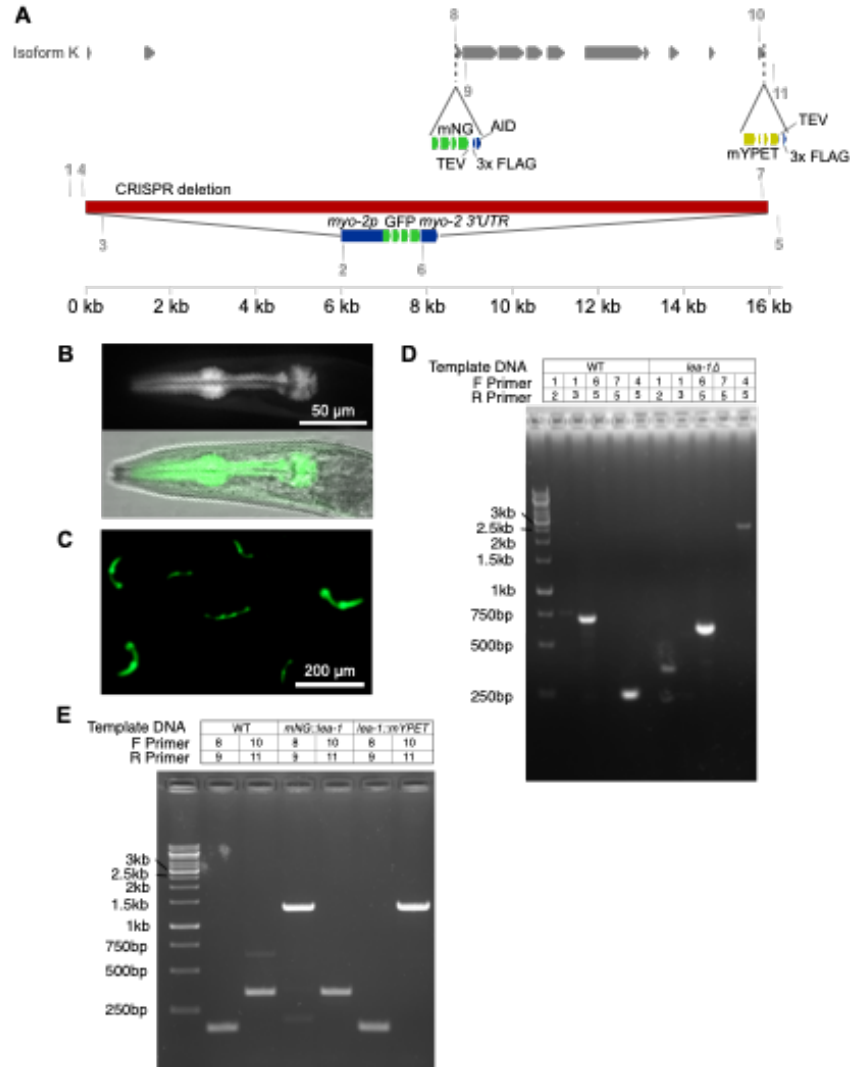 A
8
10
Isoform K
9
11
mNG
AID
TEV
3x FLAG
TEV
mYPET
3x FLAG
1 4
7
CRISPR deletion
myo-2p GFP myo-2 3'UTR
3
5
2
6
0 kb 2 kb 4 kb 6 kb 8 kb 10 kb 12 kb 14 kb 16 kb
B
50 µm
C
200 µm
D
Template DNA WT lea-1Δ
F Primer 1 1 6 7 4 1 1 6 7 4
R Primer 2 3 5 5 5 2 3 5 5 5
3kb
2.5kb
2kb
1.5kb
1kb
750bp
500bp
250bp
E
Template DNA WT mNG::lea-1 lea-1::mYPET
F Primer 8 10 8 10 8 10
R Primer 9 11 9 11 9 11
3kb
2.5kb
2kb
1.5kb
1kb
750bp
500bp
250bp